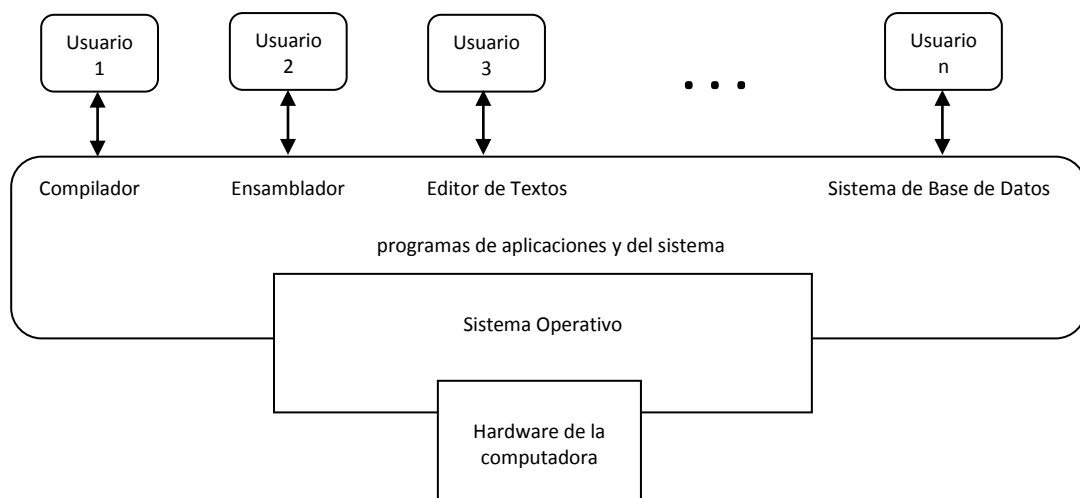 Usuario
1
Usuario
2
Usuario
3
. . .
Usuario
n
Compilador
Ensamblador
Editor de Textos
Sistema de Base de Datos
programas de aplicaciones y del sistema
Sistema Operativo
Hardware de la
computadora